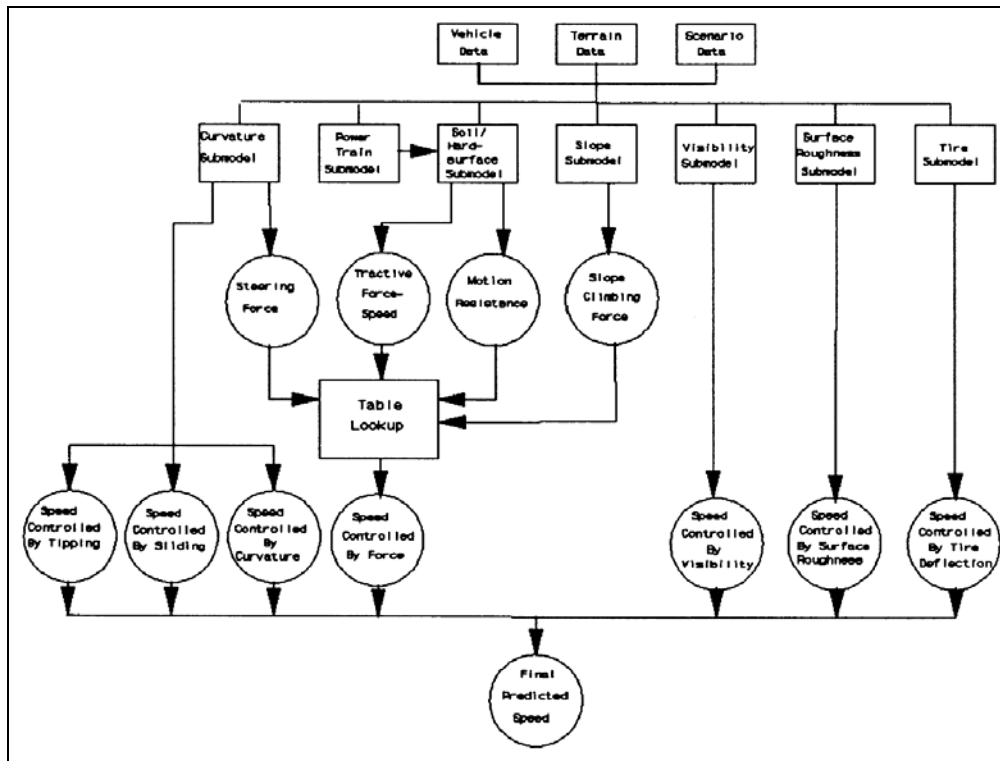 Vehicle
Data
Terrain
Data
Scenario
Data
Curvature
Submodel
Power
Train
Submodel
Soil/
Hard-
surface
Submodel
Slope
Submodel
Visibility
Submodel
Surface
Roughness
Submodel
Tire
Submodel
Steering
Force
Tractive
Force-
Speed
Motion
Resistance
Slope
Climbing
Force
Table
Lookup
Speed
Controlled
By Tipping
Speed
Controlled
By Sliding
Speed
Controlled
By
Curvature
Speed
Controlled
By Force
Speed
Controlled
By
Visibility
Speed
Controlled
By Surface
Roughness
Speed
Controlled
By Tire
Deflection
Final
Predicted
Speed